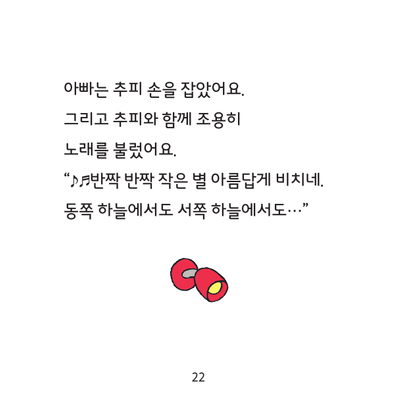 아빠는 추피 손을 잡았어요.
그리고 추피와 함께 조용히
노래를 불렀어요.
“♪♬반짝 반짝 작은 별 아름답게 비치네.
동쪽 하늘에서도 서쪽 하늘에서도…”
22